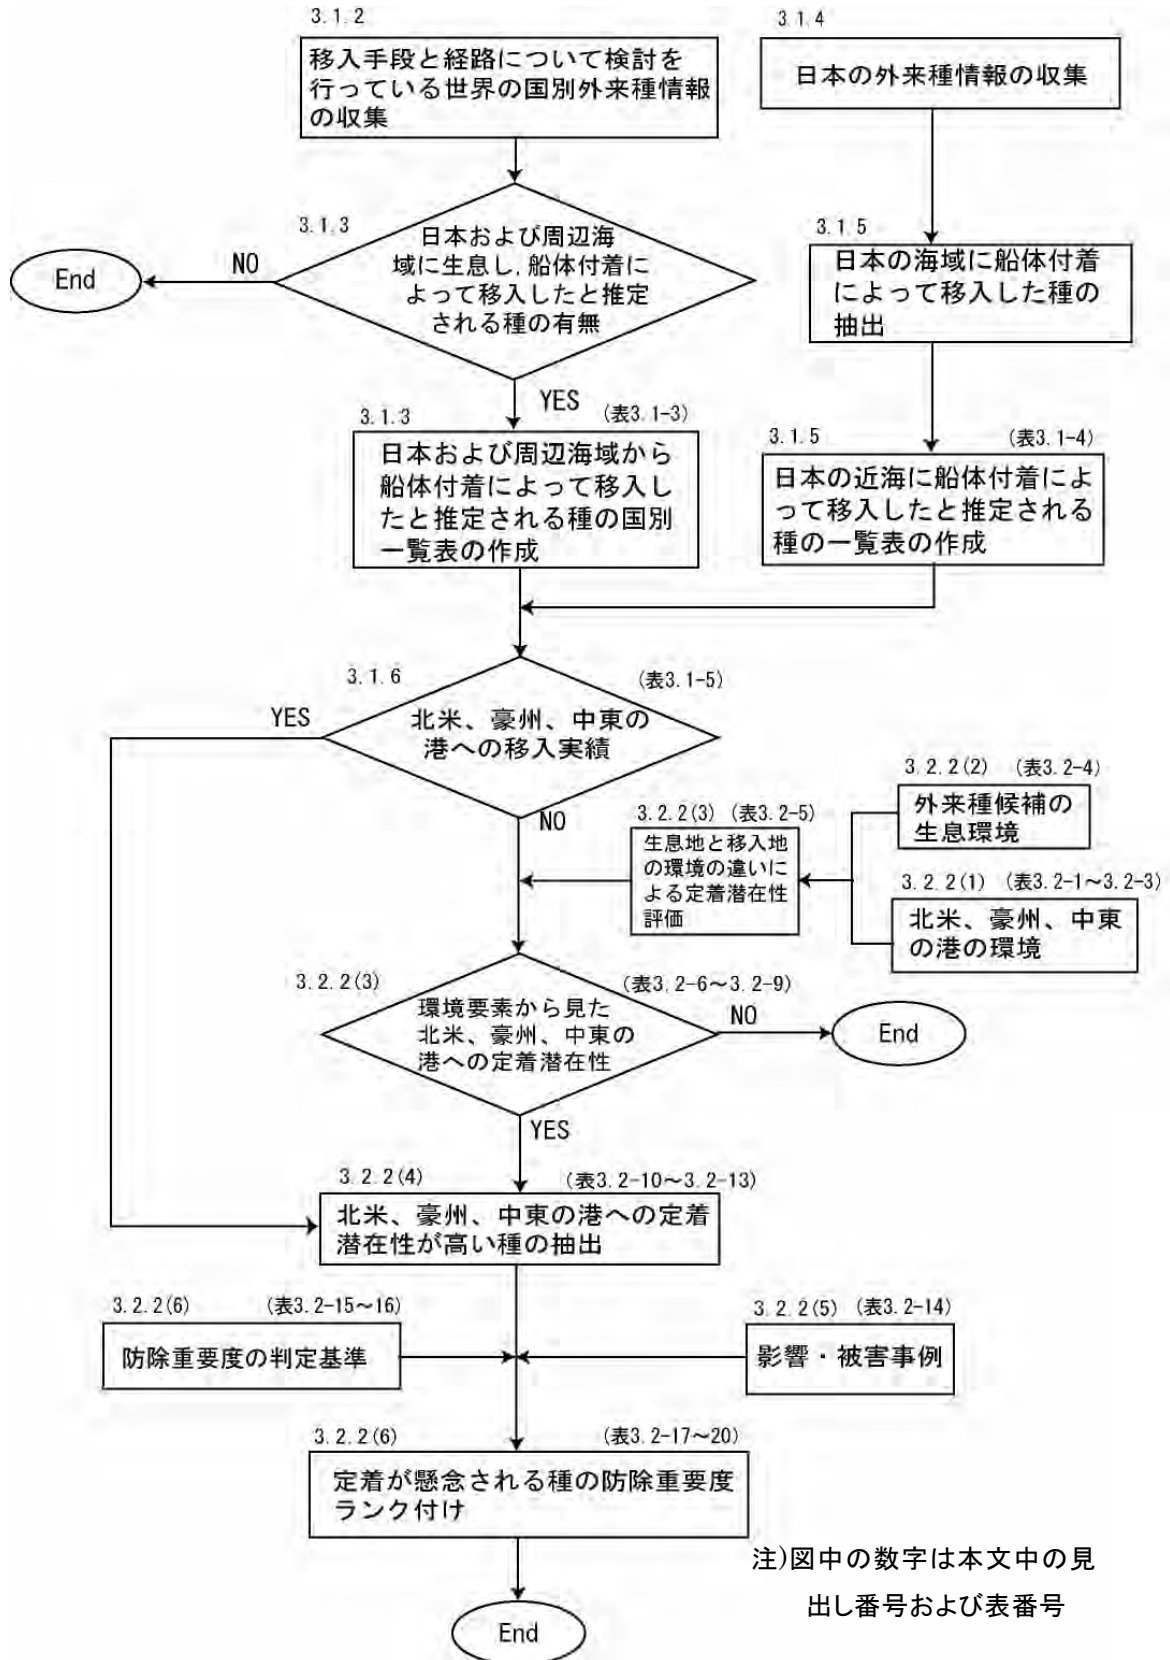 3.1.2
移入手段と経路について検討を
行っている世界の国別外来種情報
の収集
3.1.4
日本の外来種情報の収集
3.1.3
日本および周辺海
域に生息し,船体付着に
よって移入したと推定
される種の有無
NO
End
YES
3.1.5
日本の海域に船体付着
によって移入した種の
抽出
3.1.3
(表3.1-3)
日本および周辺海域から
船体付着によって移入し
たと推定される種の国別
一覧表の作成
3.1.5
(表3.1-4)
日本の近海に船体付着によ
って移入したと推定される
種の一覧表の作成
3.1.6
(表3.1-5)
YES
北米、豪州、中東の
港への移入実績
NO
3.2.2(2) (表3.2-4)
外来種候補の
生息環境
3.2.2(3) (表3.2-5)
生息地と移入地
の環境の違いに
よる定着潜在性
評価
3.2.2(1) (表3.2-1～3.2-3)
北米、豪州、中東
の港の環境
3.2.2(3)
(表3.2-6～3.2-9)
環境要素から見た
北米、豪州、中東の
港への定着潜在性
NO
End
YES
3.2.2(4)
(表3.2-10～3.2-13)
北米、豪州、中東の港への定着
潜在性が高い種の抽出
3.2.2(6)
(表3.2-15～16)
防除重要度の判定基準
3.2.2(5) (表3.2-14)
影響・被害事例
3.2.2(6)
(表3.2-17～20)
定着が懸念される種の防除重要度
ランク付け
End
注)図中の数字は本文中の見
出し番号および表番号